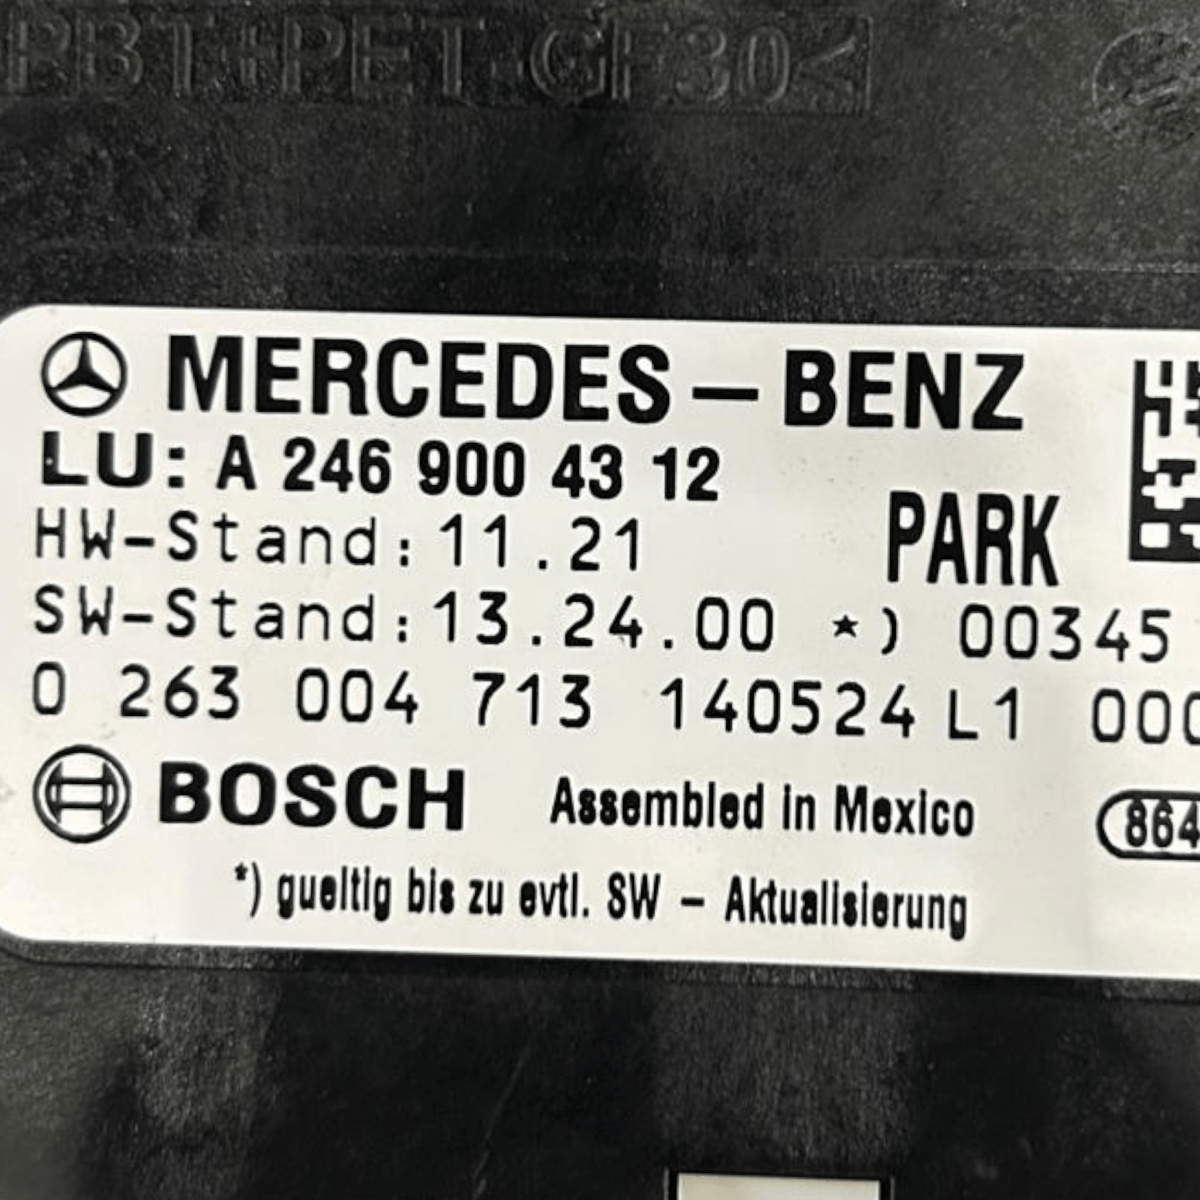 PBT+PET-GF30<
MERCEDES-BENZ
LU: A 246 900 43 12
PARK
HW-Stand: 11.21
SW-Stand: 13.24.00 *) 00345
0 263 004 713 140524 L1 000
BOSCH Assembled in Mexico
864
*) gueltig bis zu evtl. SW - Aktualisierung